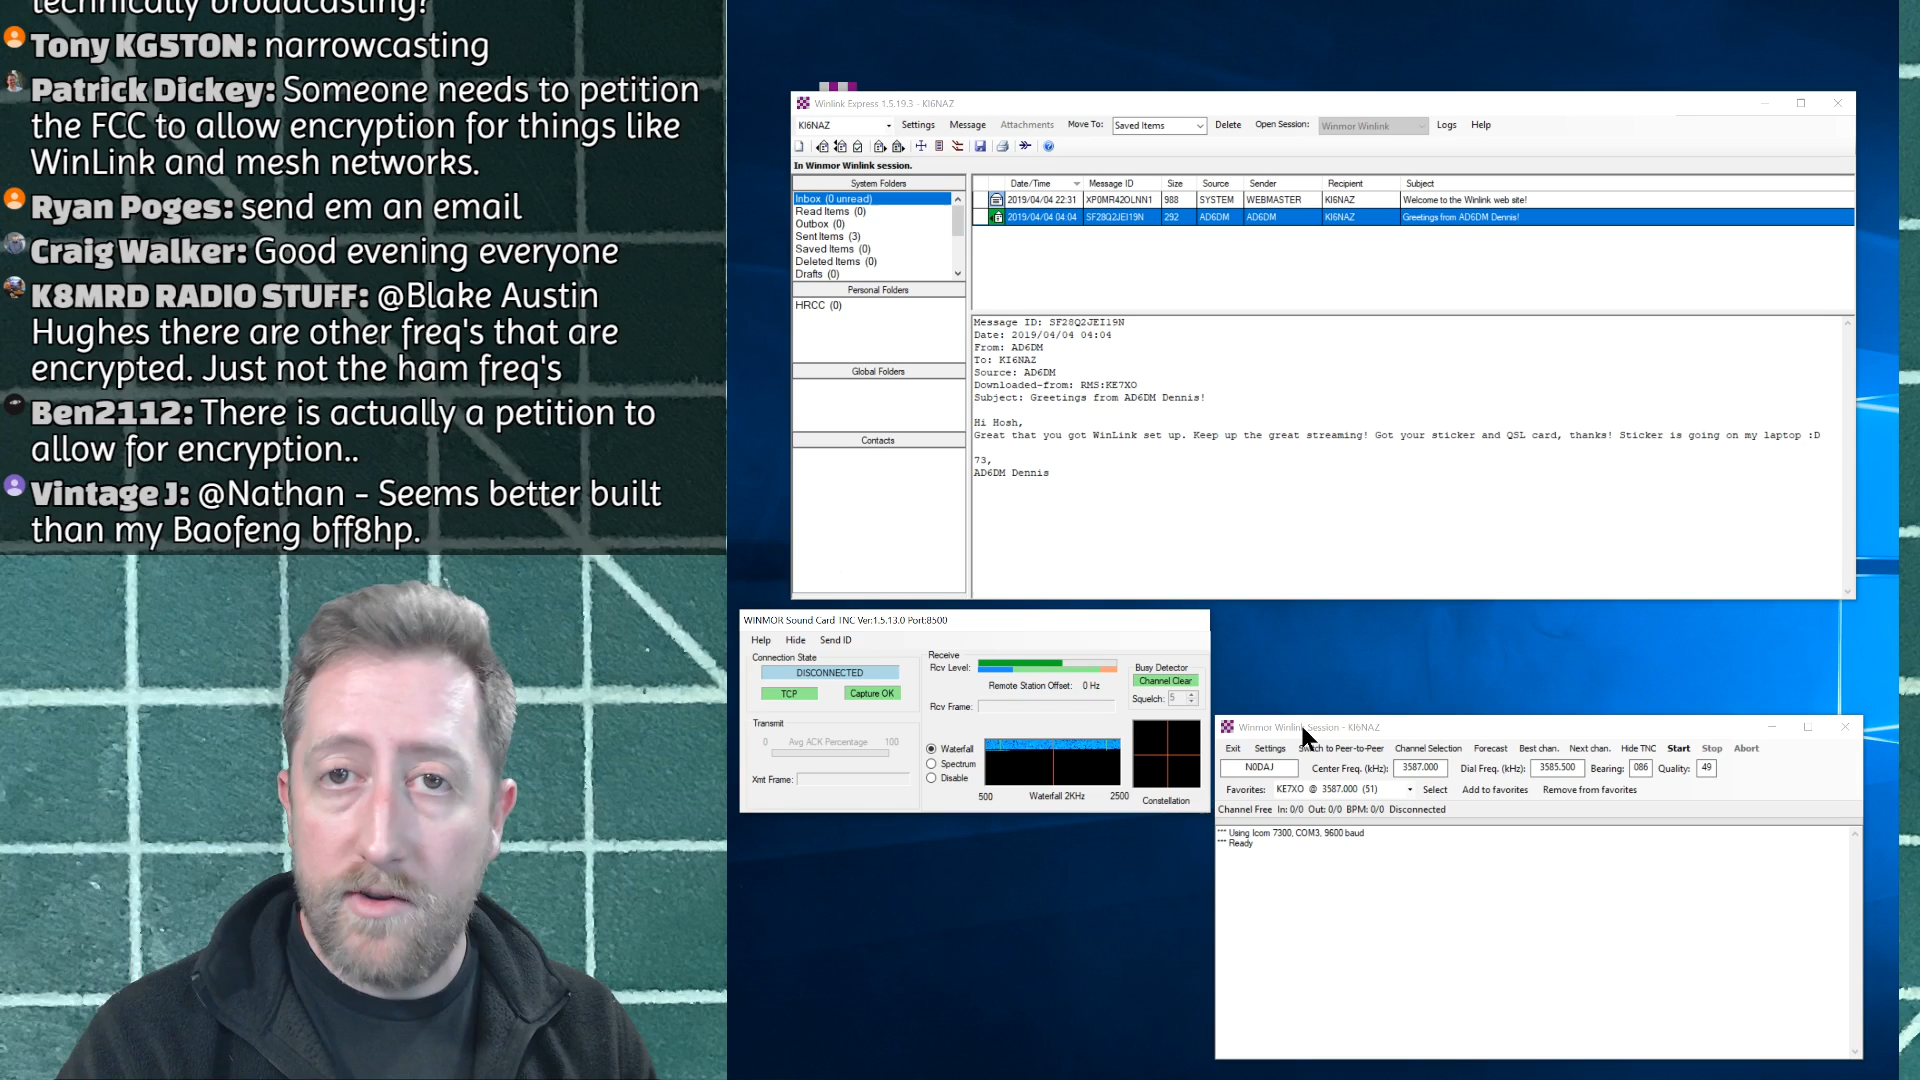 technically broadcasting?
Tony KG5TON: narrowcasting
Patrick Dickey: Someone needs to petition
the FCC to allow encryption for things like
WinLink and mesh networks.
Ryan Poges: send em an email
Craig Walker: Good evening everyone
K8MRD RADIO STUFF: @Blake Austin
Hughes there are other freq's that are
encrypted. Just not the ham freq's
Ben2112: There is actually a petition to
allow for encryption..
Vintage J: @Nathan - Seems better built
than my Baofeng bff8hp.
Winlink Express 1.5.19.3 - KI6NAZ
KI6NAZ Settings Message Attachments Move To: Saved Items Delete Open Session: Winmor Winlink Logs Help
In Winmor Winlink session.
System Folders
Inbox (0 unread)
Read Items (0)
Outbox (0)
Sent Items (3)
Saved Items (0)
Deleted Items (0)
Drafts (0)
Personal Folders
HRCC (0)
Global Folders
Contacts
Date/Time Message ID Size Source Sender Recipient Subject
2019/04/04 22:31 XP0MR42OLNN1 988 SYSTEM WEBMASTER KI6NAZ Welcome to the Winlink web site!
2019/04/04 04:04 SF28Q2JEI19N 292 AD6DM AD6DM KI6NAZ Greetings from AD6DM Dennis!
Message ID: SF28Q2JEI19N
Date: 2019/04/04 04:04
From: AD6DM
To: KI6NAZ
Source: AD6DM
Downloaded-from: RMS:KE7XO
Subject: Greetings from AD6DM Dennis!
Hi Hosh,
Great that you got WinLink set up. Keep up the great streaming! Got your sticker and QSL card, thanks! Sticker is going on my laptop :D
73,
AD6DM Dennis
WINMOR Sound Card TNC Ver:1.5.13.0 Port:8500
Help Hide Send ID
Connection State
DISCONNECTED
TCP Capture OK
Transmit
0 Avg ACK Percentage 100
Xmt Frame:
Receive
Rcv Level:
Remote Station Offset: 0 Hz
Rcv Frame:
Busy Detector
Channel Clear
Squelch: 5
Waterfall
Spectrum
Disable
500 Waterfall 2KHz 2500
Constellation
Winmor Winlink Session - KI6NAZ
Exit Settings Switch to Peer-to-Peer Channel Selection Forecast Best chan. Next chan. Hide TNC Start Stop Abort
N0DAJ Center Freq. (kHz): 3587.000 Dial Freq. (kHz): 3585.500 Bearing: 086 Quality: 49
Favorites: KE7XO @ 3587.000 (51) Select Add to favorites Remove from favorites
Channel Free In: 0/0 Out: 0/0 BPM: 0/0 Disconnected
*** Using Icom 7300, COM3, 9600 baud
*** Ready